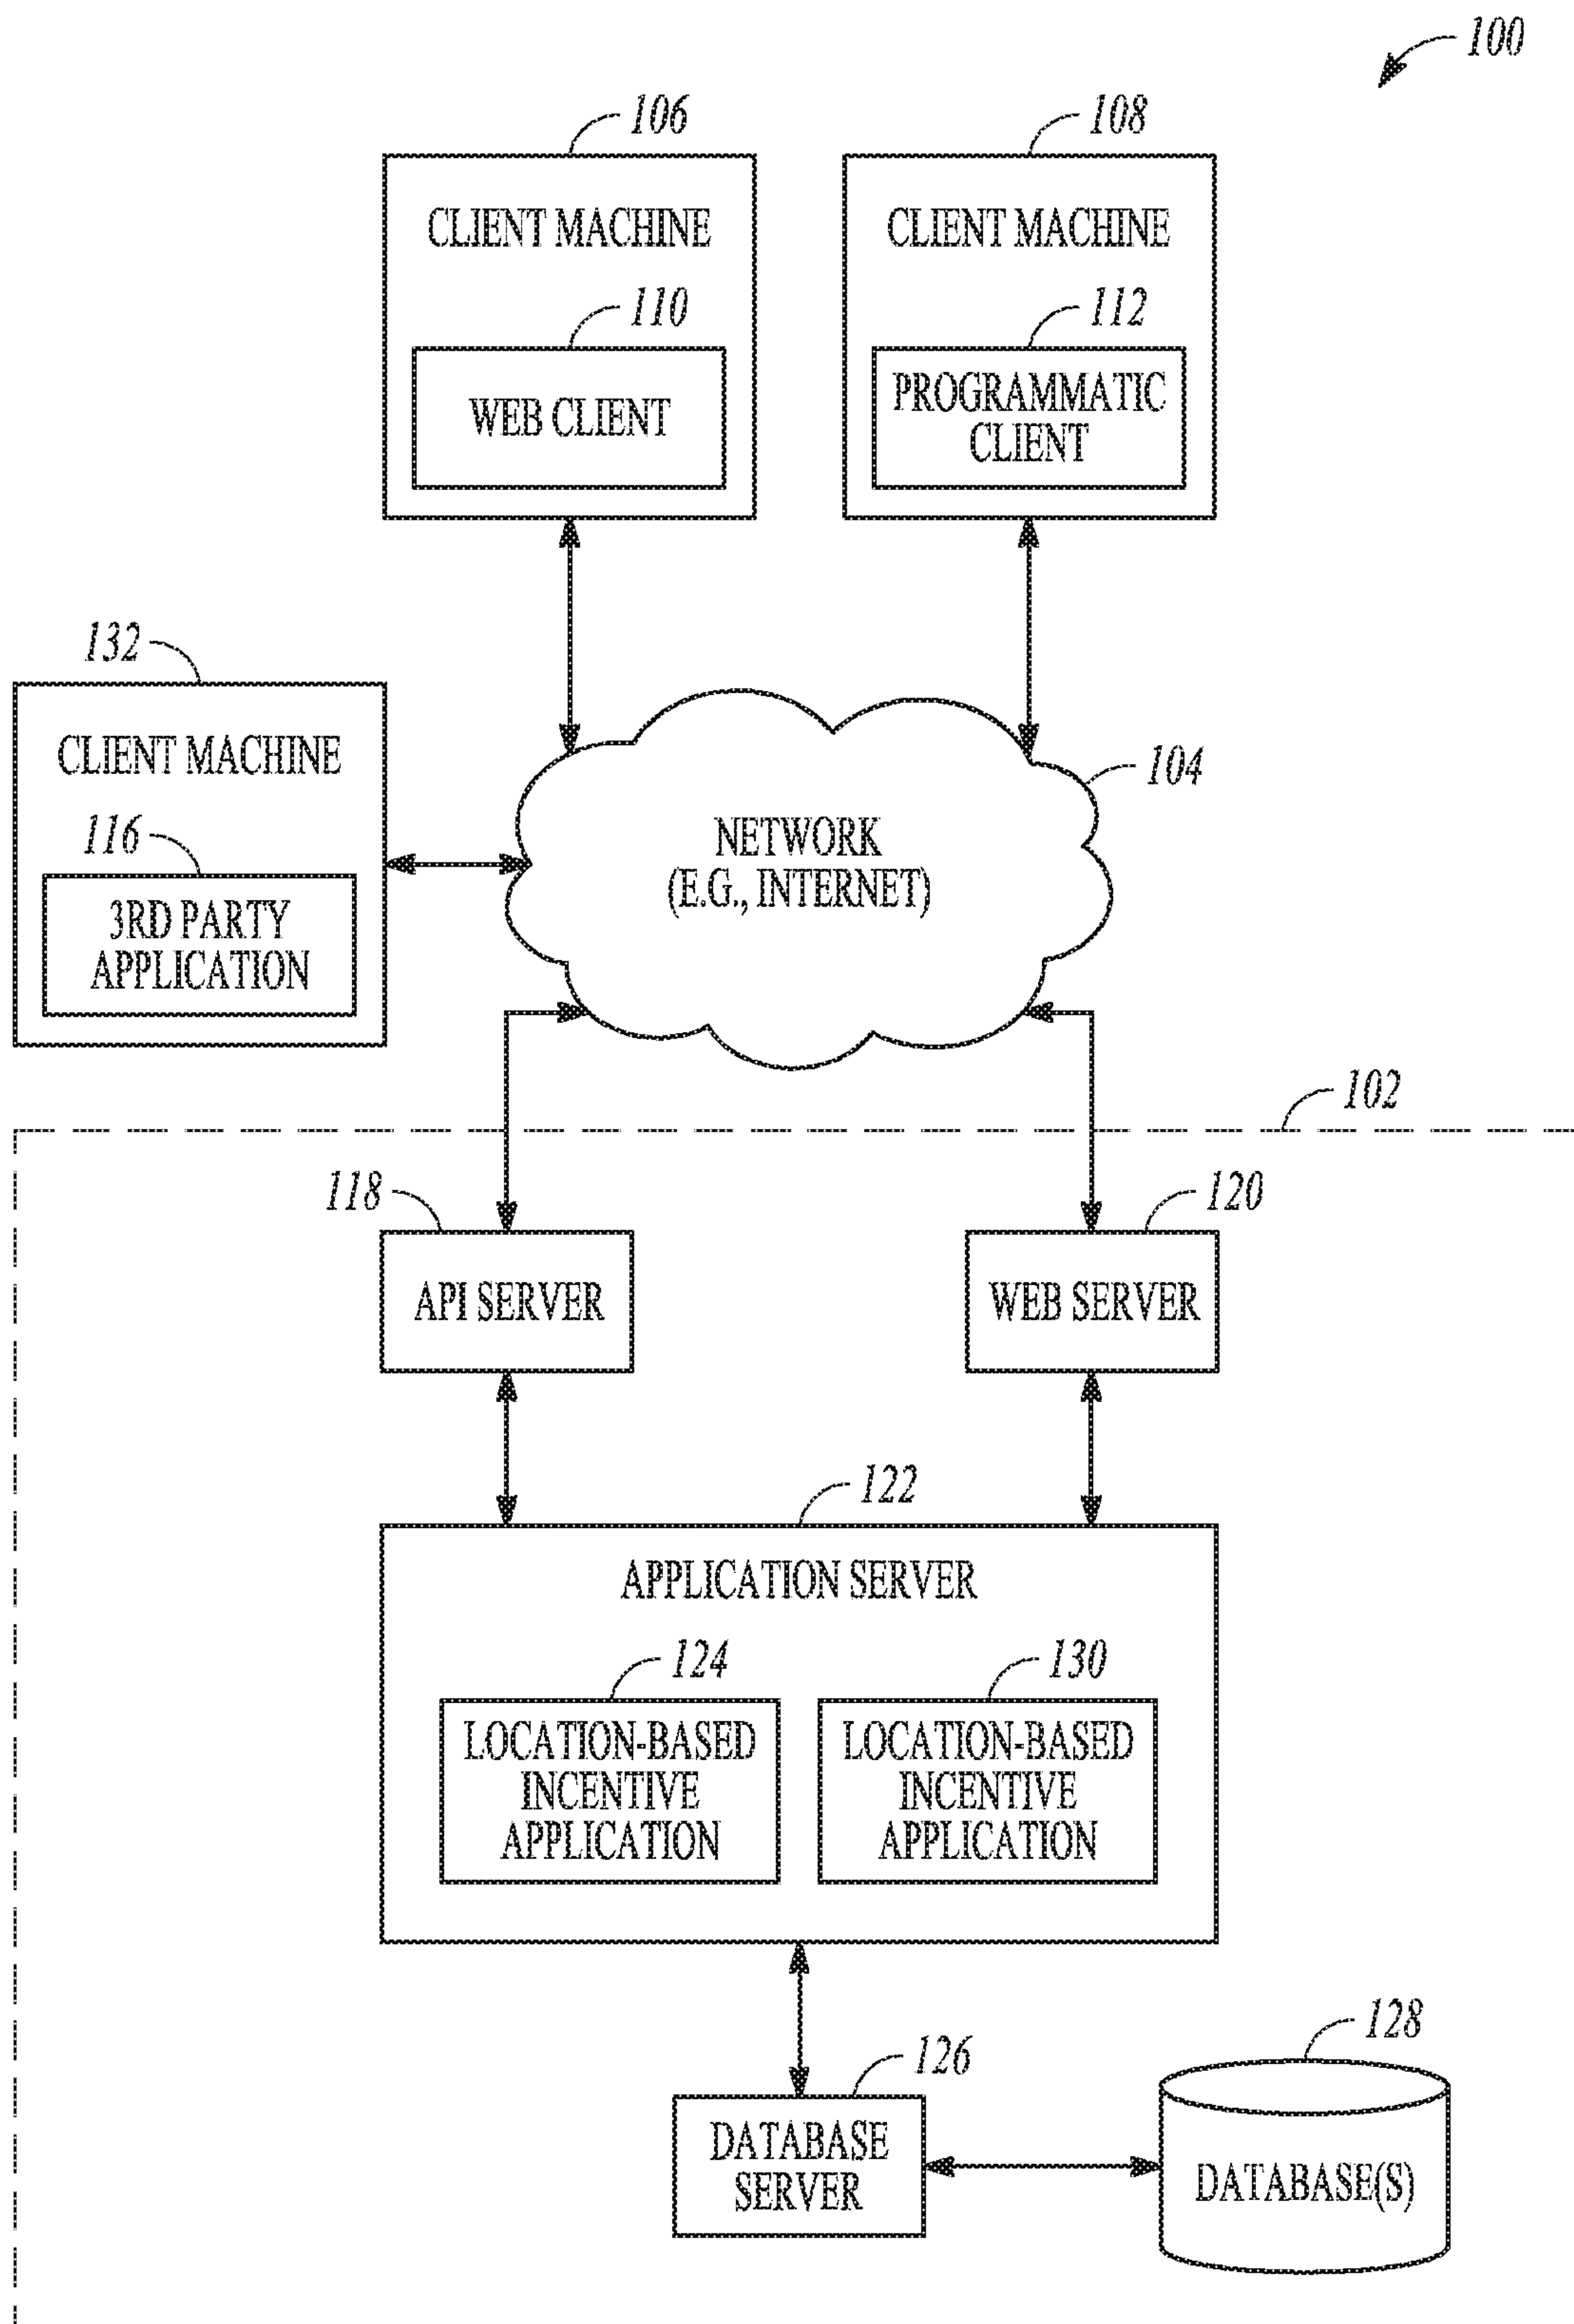 100
106
108
CLIENT MACHINE
CLIENT MACHINE
110
112
WEB CLIENT
PROGRAMMATIC
CLIENT
132
CLIENT MACHINE
104
116
NETWORK
(E.G., INTERNET)
3RD PARTY
APPLICATION
102
118
120
API SERVER
WEB SERVER
122
APPLICATION SERVER
124
130
LOCATION-BASED
INCENTIVE
APPLICATION
LOCATION-BASED
INCENTIVE
APPLICATION
128
126
DATABASE
SERVER
DATABASE(S)